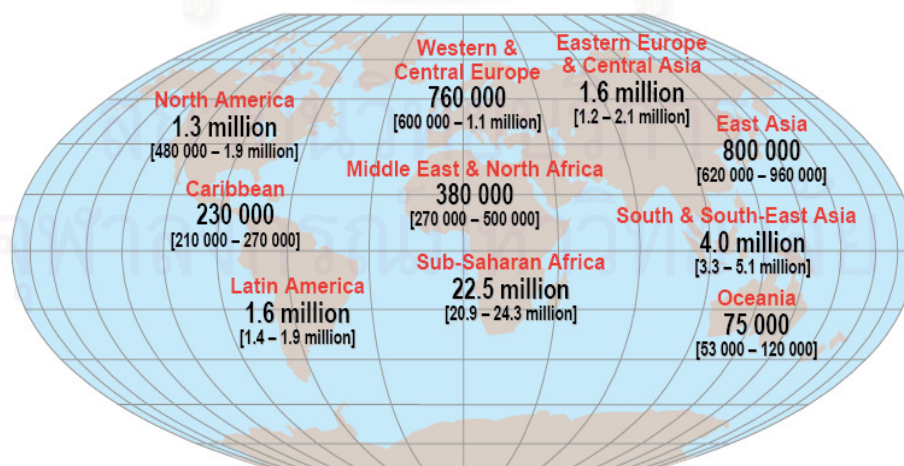 North America
1.3 million
[480 000 – 1.9 million]
Caribbean
230 000
[210 000 – 270 000]
Latin America
1.6 million
[1.4 – 1.9 million]
Western &
Central Europe
760 000
[600 000 – 1.1 million]
Middle East & North Africa
380 000
[270 000 – 500 000]
Sub-Saharan Africa
22.5 million
[20.9 – 24.3 million]
Eastern Europe
& Central Asia
1.6 million
[1.2 – 2.1 million]
East Asia
800 000
[620 000 – 960 000]
South & South-East Asia
4.0 million
[3.3 – 5.1 million]
Oceania
75 000
[53 000 – 120 000]